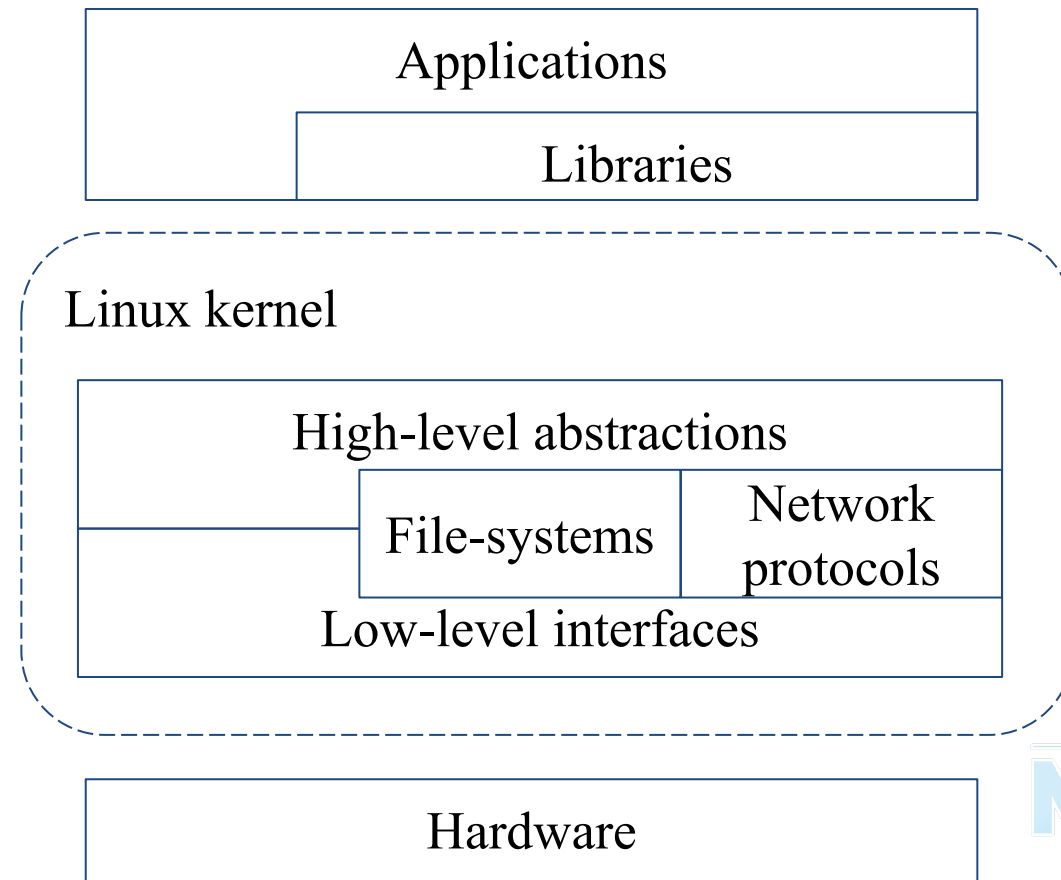 Applications
Libraries
Linux kernel
High-level abstractions
File-systems
Network
protocols
Low-level interfaces
Hardware